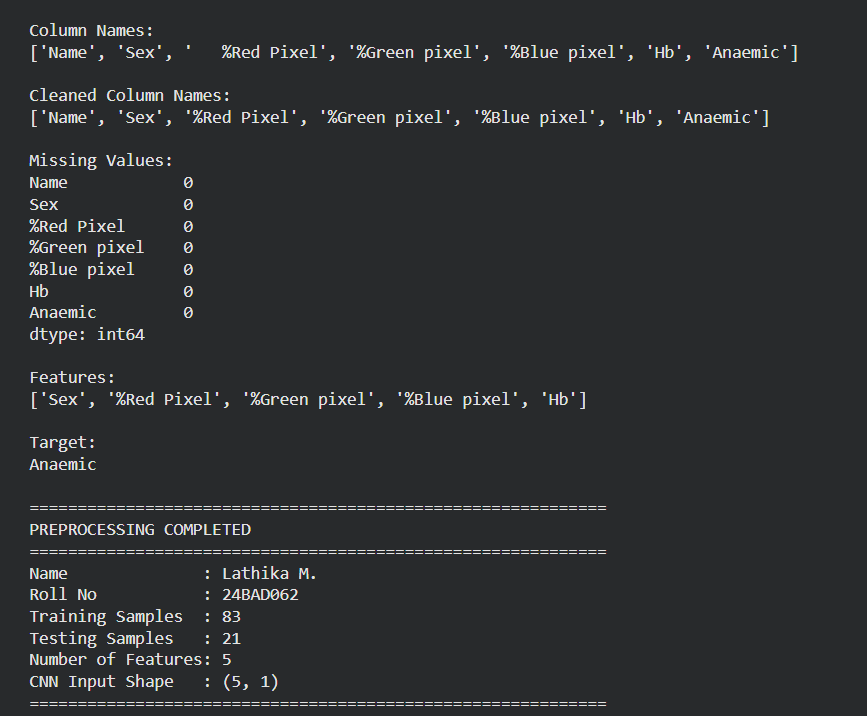 Column Names:
['Name', 'Sex', '   %Red Pixel', '%Green pixel', '%Blue pixel', 'Hb', 'Anaemic']
Cleaned Column Names:
['Name', 'Sex', '%Red Pixel', '%Green pixel', '%Blue pixel', 'Hb', 'Anaemic']
Missing Values:
Name            0
Sex             0
%Red Pixel      0
%Green pixel    0
%Blue pixel     0
Hb              0
Anaemic         0
dtype: int64
Features:
['Sex', '%Red Pixel', '%Green pixel', '%Blue pixel', 'Hb']
Target:
Anaemic
============================================================
PREPROCESSING COMPLETED
============================================================
Name              : Lathika M.
Roll No           : 24BAD062
Training Samples  : 83
Testing Samples   : 21
Number of Features: 5
CNN Input Shape   : (5, 1)
============================================================